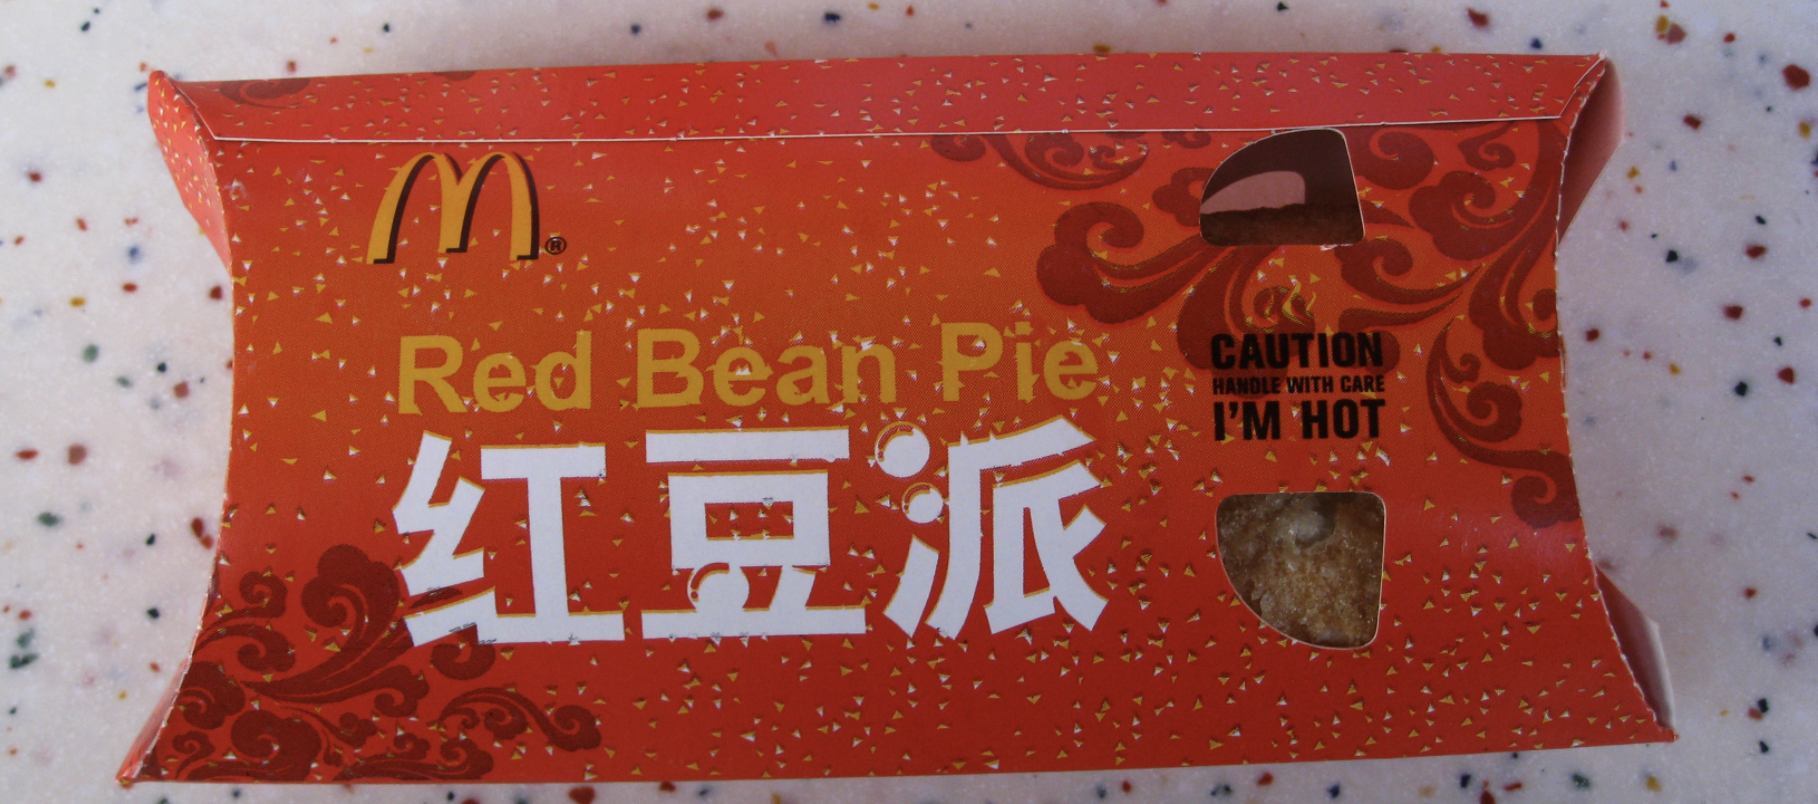 M®
Red Bean Pie
红豆派
CAUTION
HANDLE WITH CARE
I'M HOT